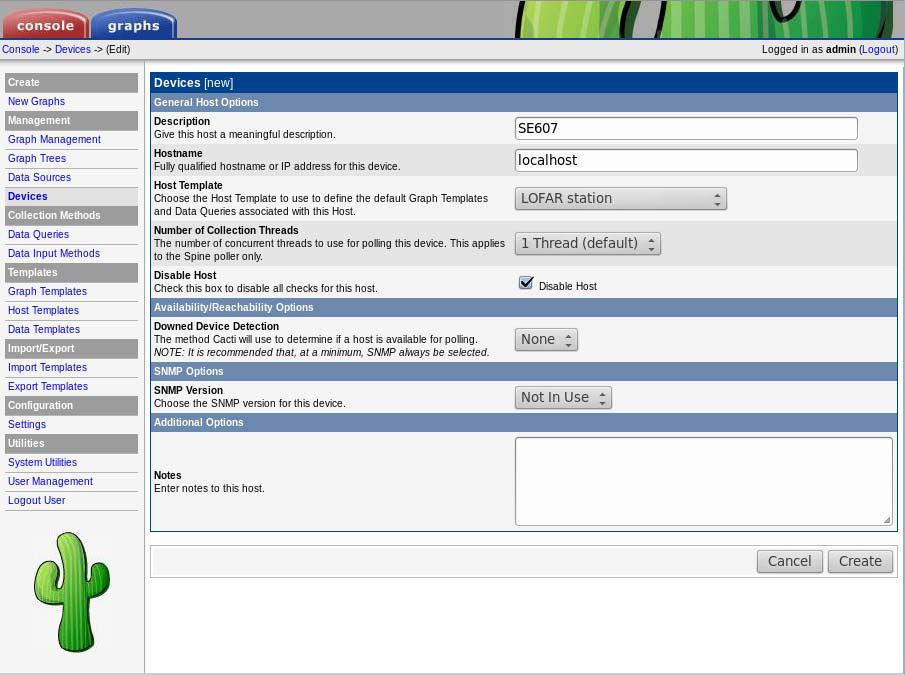 console graphs
Console -> Devices -> (Edit) Logged in as admin (Logout)
Create
New Graphs
Management
Graph Management
Graph Trees
Data Sources
Devices
Collection Methods
Data Queries
Data Input Methods
Templates
Graph Templates
Host Templates
Data Templates
Import/Export
Import Templates
Export Templates
Configuration
Settings
Utilities
System Utilities
User Management
Logout User
Devices [new]
General Host Options
Description
Give this host a meaningful description.
SE607
Hostname
Fully qualified hostname or IP address for this device.
localhost
Host Template
Choose the Host Template to use to define the default Graph Templates
and Data Queries associated with this Host.
LOFAR station
Number of Collection Threads
The number of concurrent threads to use for polling this device. This applies
to the Spine poller only.
1 Thread (default)
Disable Host
Check this box to disable all checks for this host.
Disable Host
Availability/Reachability Options
Downed Device Detection
The method Cacti will use to determine if a host is available for polling.
NOTE: It is recommended that, at a minimum, SNMP always be selected.
None
SNMP Options
SNMP Version
Choose the SNMP version for this device.
Not In Use
Additional Options
Notes
Enter notes to this host.
Cancel Create